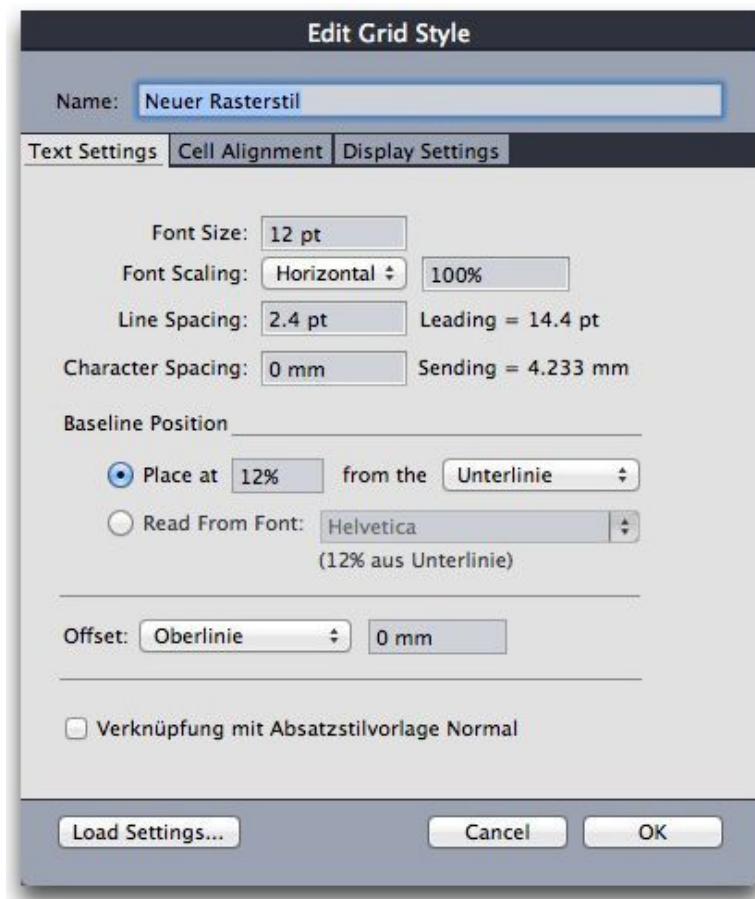 Edit Grid Style
Name: Neuer Rasterstil
Text Settings Cell Alignment Display Settings
Font Size: 12 pt
Font Scaling: Horizontal 100%
Line Spacing: 2.4 pt Leading = 14.4 pt
Character Spacing: 0 mm Sending = 4.233 mm
Baseline Position
Place at 12% from the Unterlinie
Read From Font: Helvetica
(12% aus Unterlinie)
Offset: Oberlinie 0 mm
Verknüpfung mit Absatzstilvorlage Normal
Load Settings... Cancel OK